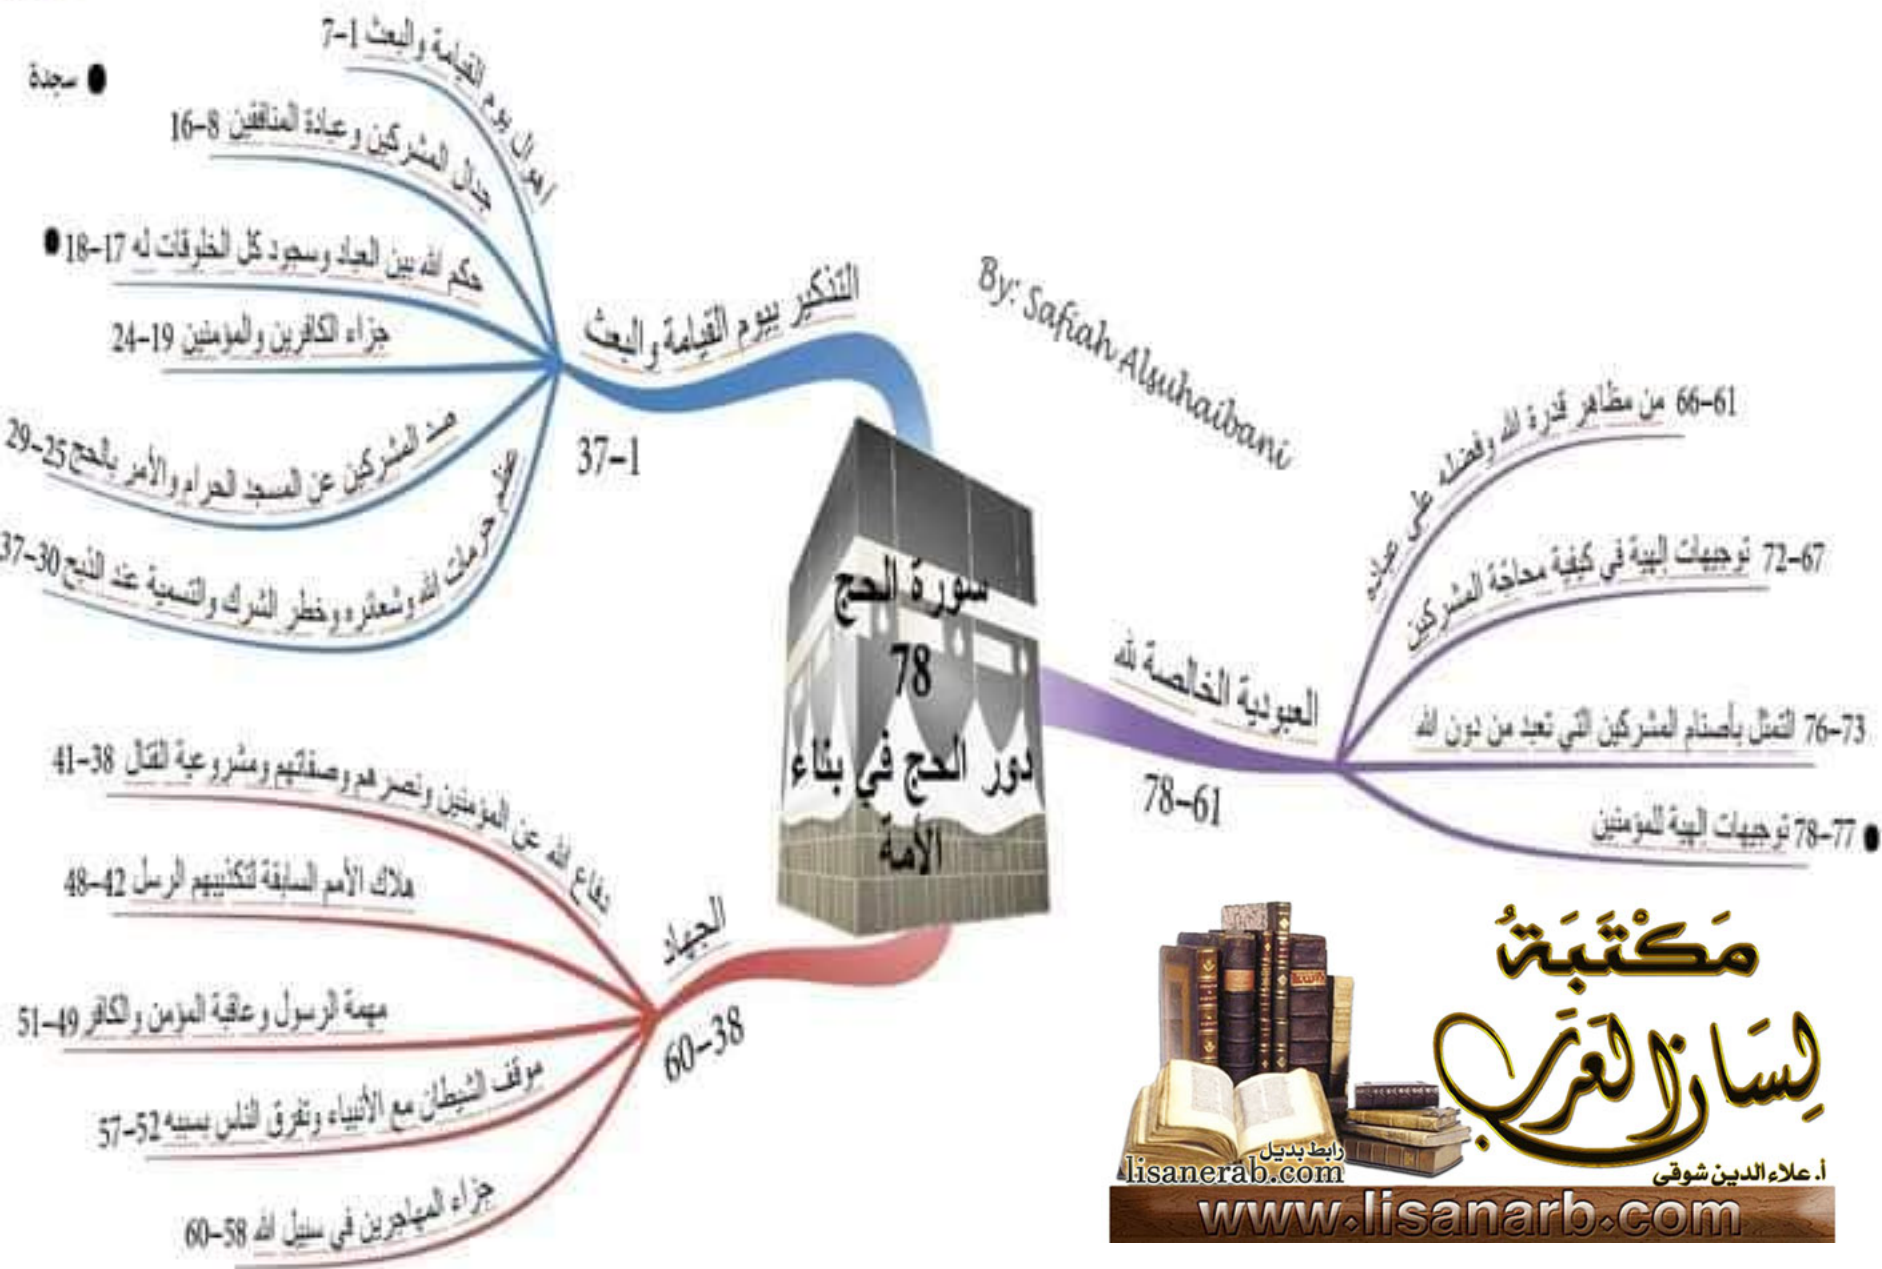 سورة الحج
78
دور الحج في بناء
الأمة
By: Safiah Alsuhaibani
● سجدة
التذكير بيوم القيامة والبعث
37–1
أهوال يوم القيامة والبعث 1–7
جدال المشركين وعبادة المنافقين 8–16
حكم الله بين العباد وسجود كل الخلوقات له 17–18 ●
جزاء الكافرين والمؤمنين 19–24
صد المشركين عن المسجد الحرام والأمر بالحج 25–29
عظم حرمات الله وشعائره وخطر الشرك والتسمية عند الذبح 30–37
الجهاد
60–38
دفاع الله عن المؤمنين ونصرهم وصفاتهم ومشروعية القتال 38–41
هلاك الأمم السابقة لتكذيبهم الرسل 42–48
مهمة الرسول وعاقبة المؤمن والكافر 49–51
موقف الشيطان مع الأنبياء وتفرق الناس بسببه 52–57
جزاء المهاجرين في سبيل الله 58–60
العبودية الخالصة لله
78–61
66–61 من مظاهر قدرة الله وفضله على عباده
72–67 توجيهات إلهية في كيفية محاجة المشركين
76–73 التمثل بأصنام المشركين التي تعبد من دون الله
● 78–77 توجيهات إلهية للمؤمنين
مَكْتَبَةُ
لِسَانُ العَرَبِ
أ. علاء الدين شوقى
رابط بديل
lisanerab.com
www.lisanarb.com